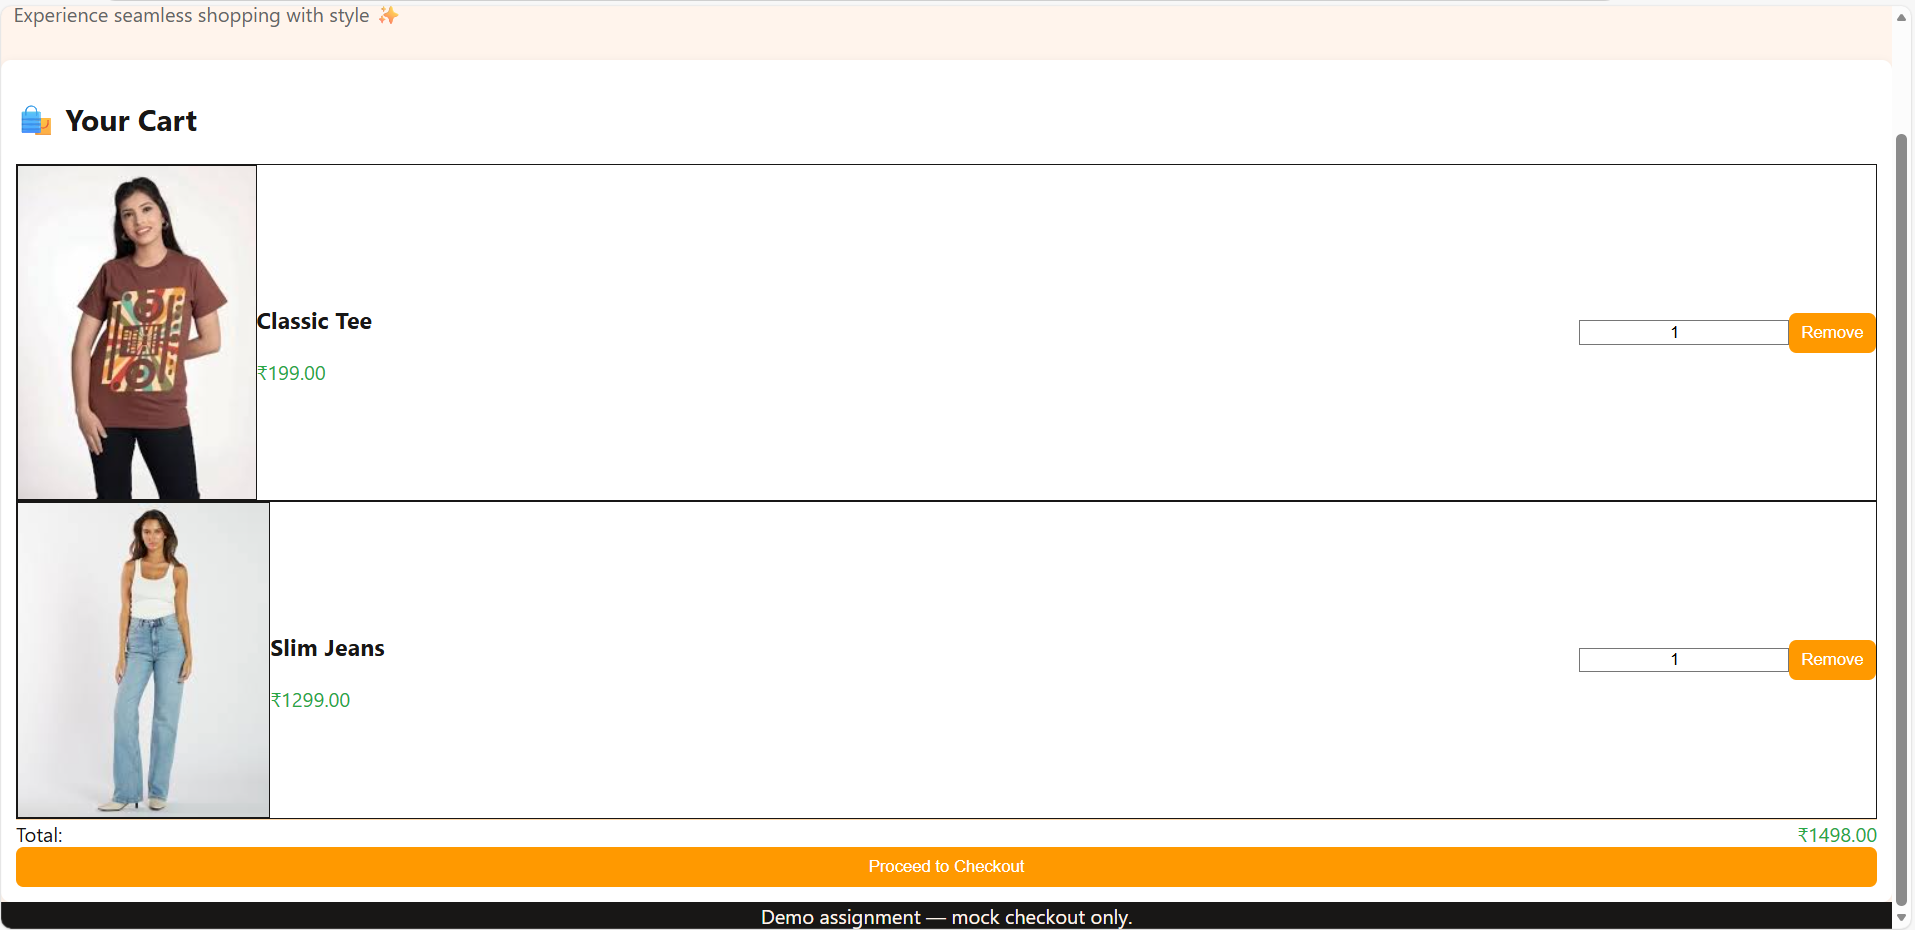 Experience seamless shopping with style ✨
🛍️ Your Cart
Classic Tee
₹199.00
1
Remove
Slim Jeans
₹1299.00
1
Remove
Total:
₹1498.00
Proceed to Checkout
Demo assignment — mock checkout only.